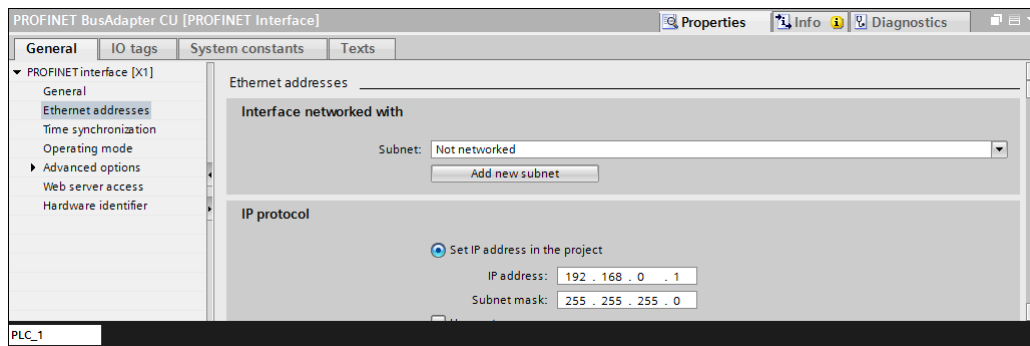 PROFINET BusAdapter CU [PROFINET Interface]
Properties
Info
Diagnostics
General
IO tags
System constants
Texts
PROFINET interface [X1]
General
Ethernet addresses
Time synchronization
Operating mode
Advanced options
Web server access
Hardware identifier
Ethernet addresses
Interface networked with
Subnet: Not networked
Add new subnet
IP protocol
Set IP address in the project
IP address: 192 . 168 . 0 . 1
Subnet mask: 255 . 255 . 255 . 0
PLC_1